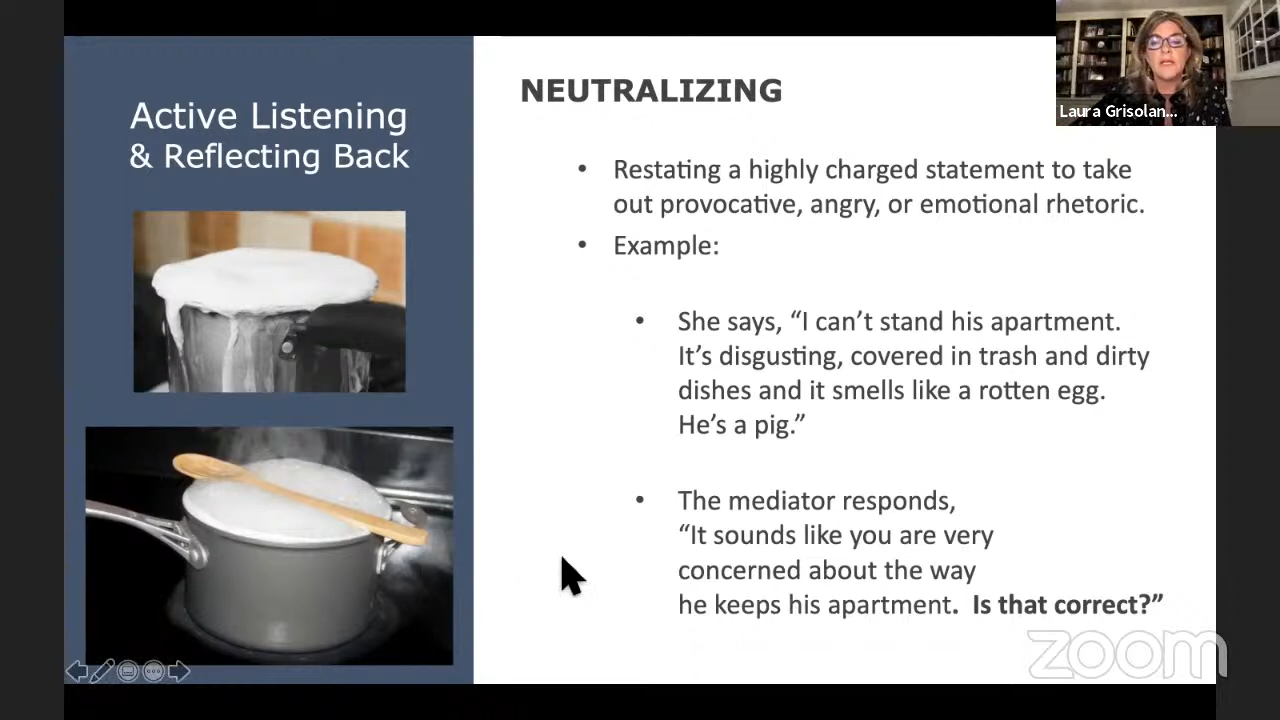 Active Listening
& Reflecting Back
NEUTRALIZING
Laura Grisolan...
• Restating a highly charged statement to take
out provocative, angry, or emotional rhetoric.
• Example:
• She says, “I can’t stand his apartment.
It’s disgusting, covered in trash and dirty
dishes and it smells like a rotten egg.
He’s a pig.”
• The mediator responds,
“It sounds like you are very
concerned about the way
he keeps his apartment. Is that correct?”
zoom